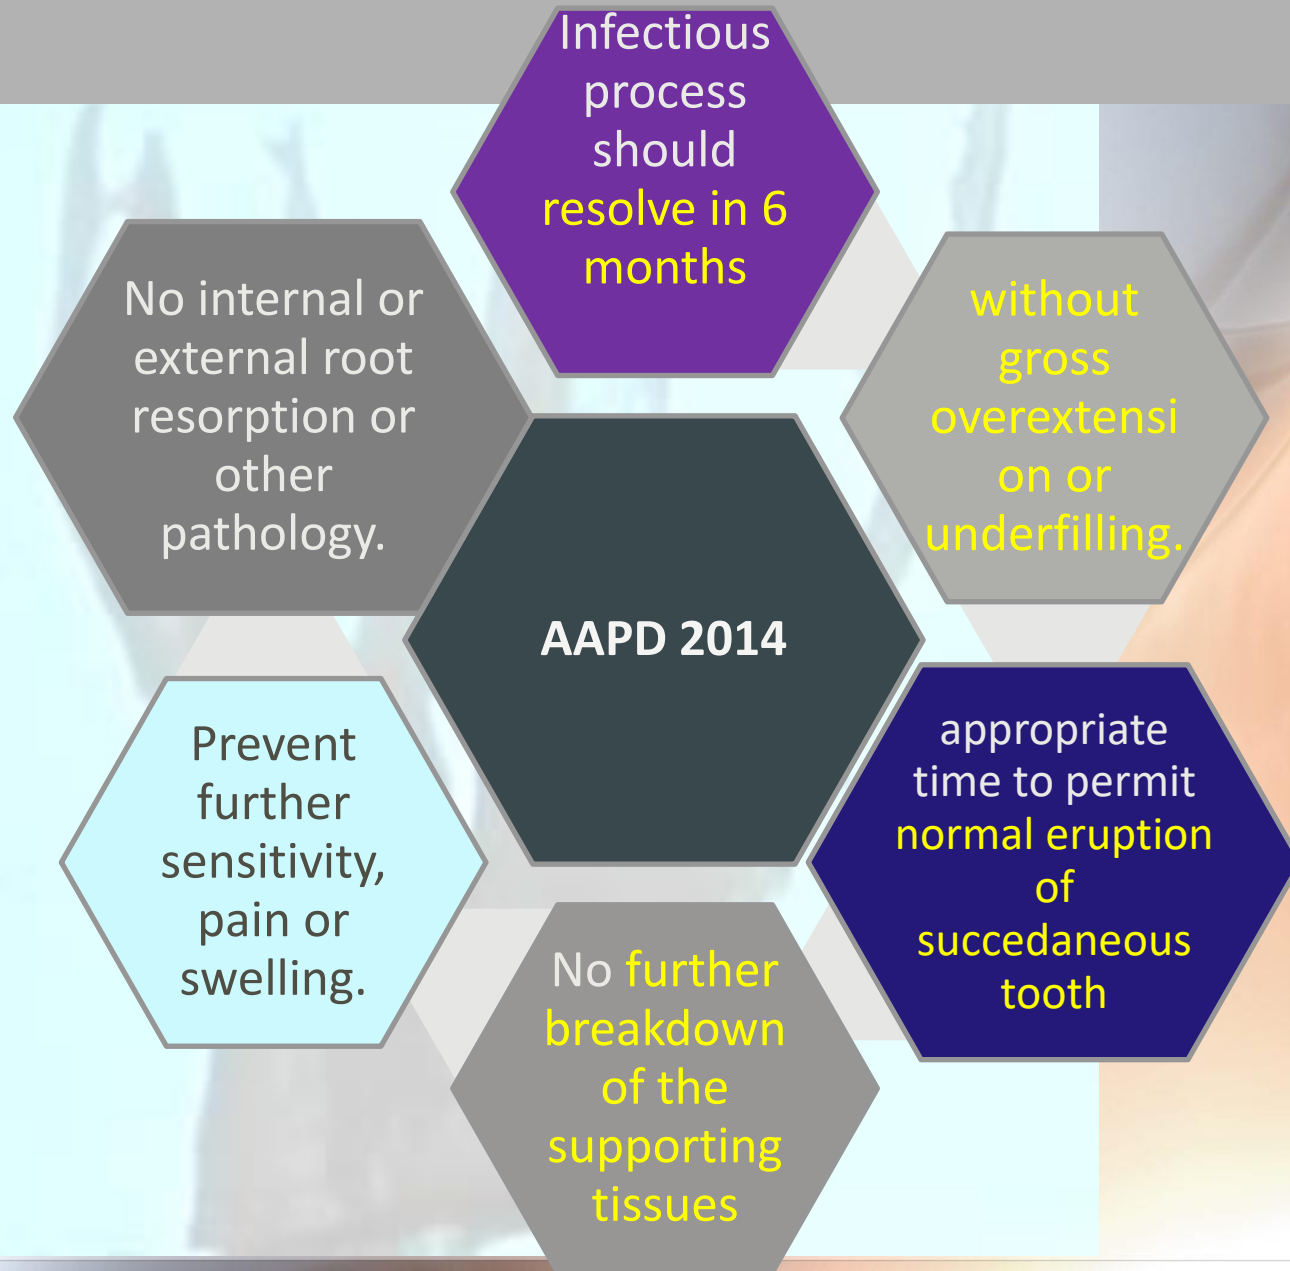 Infectious
process
should
resolve in 6
months
without
gross
overextensi
on or
underfilling.
appropriate
time to permit
normal eruption
of
succedaneous
tooth
No further
breakdown
of the
supporting
tissues
Prevent
further
sensitivity,
pain or
swelling.
No internal or
external root
resorption or
other
pathology.
AAPD 2014